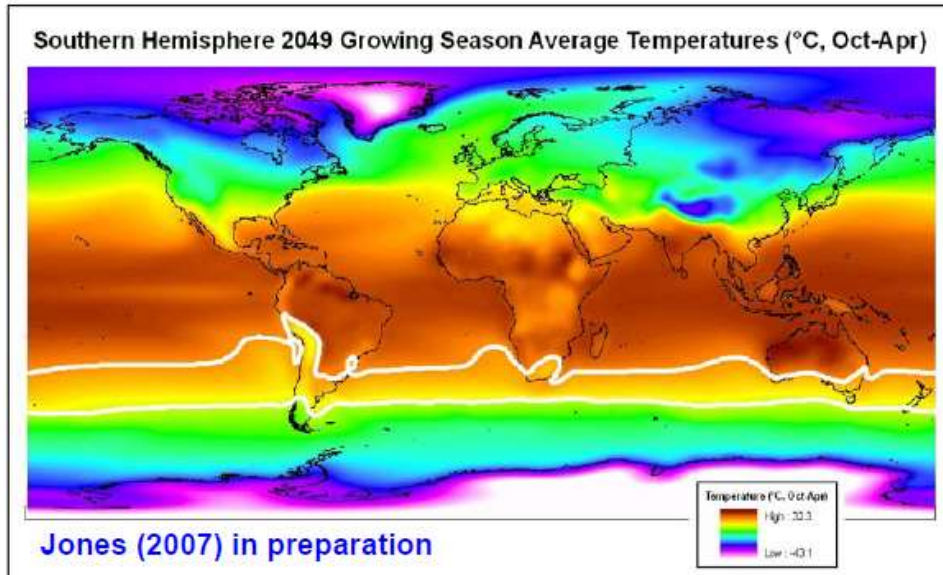 Southern Hemisphere 2049 Growing Season Average Temperatures (°C, Oct-Apr)
Temperature (°C, Oct-Apr)
High : 33.3
Low : -43.1
Jones (2007) in preparation